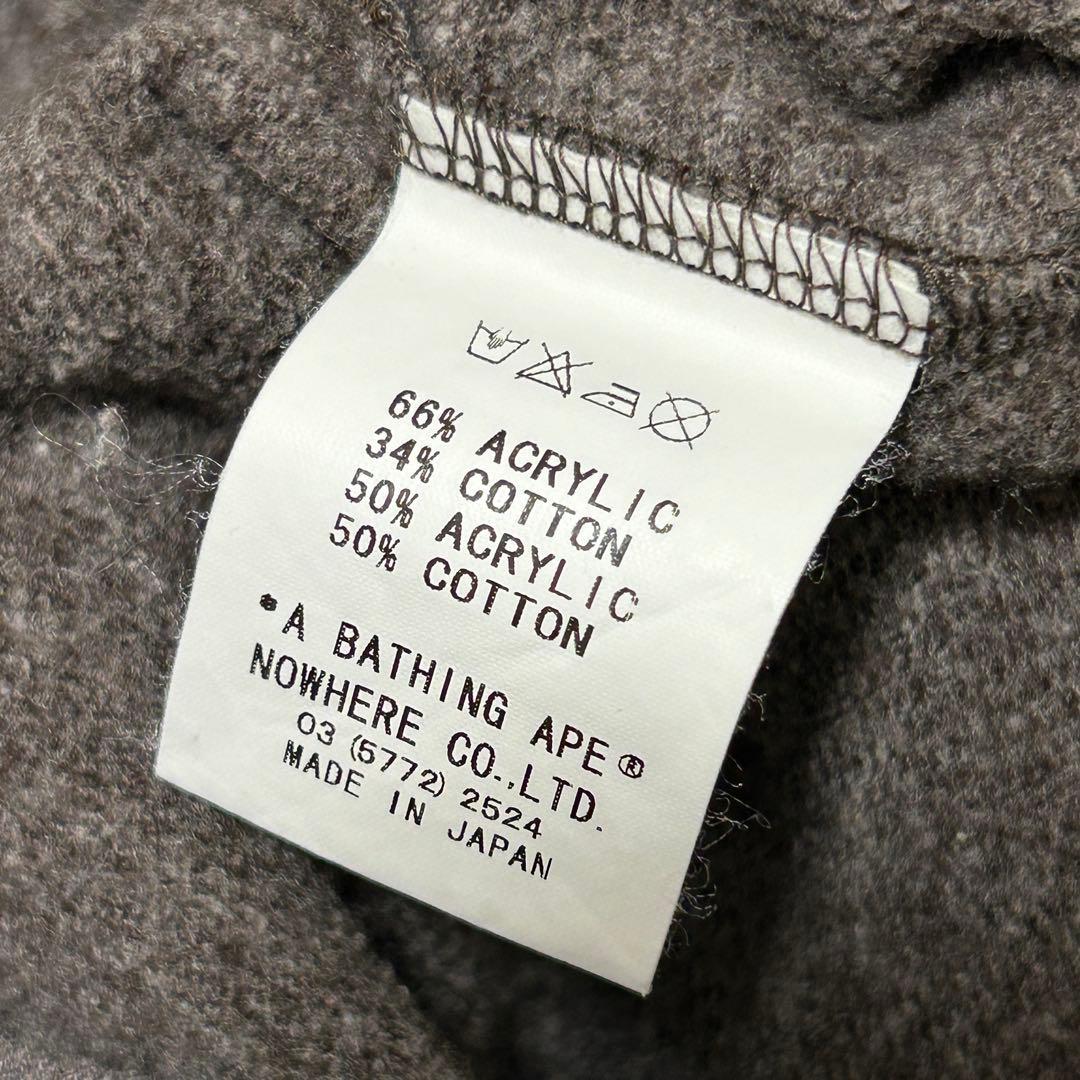 66% ACRYLIC
34% COTTON
50% ACRYLIC
50% COTTON
*A BATHING APE®
NOWHERE CO.,LTD.
03 (5772) 2524
MADE IN JAPAN